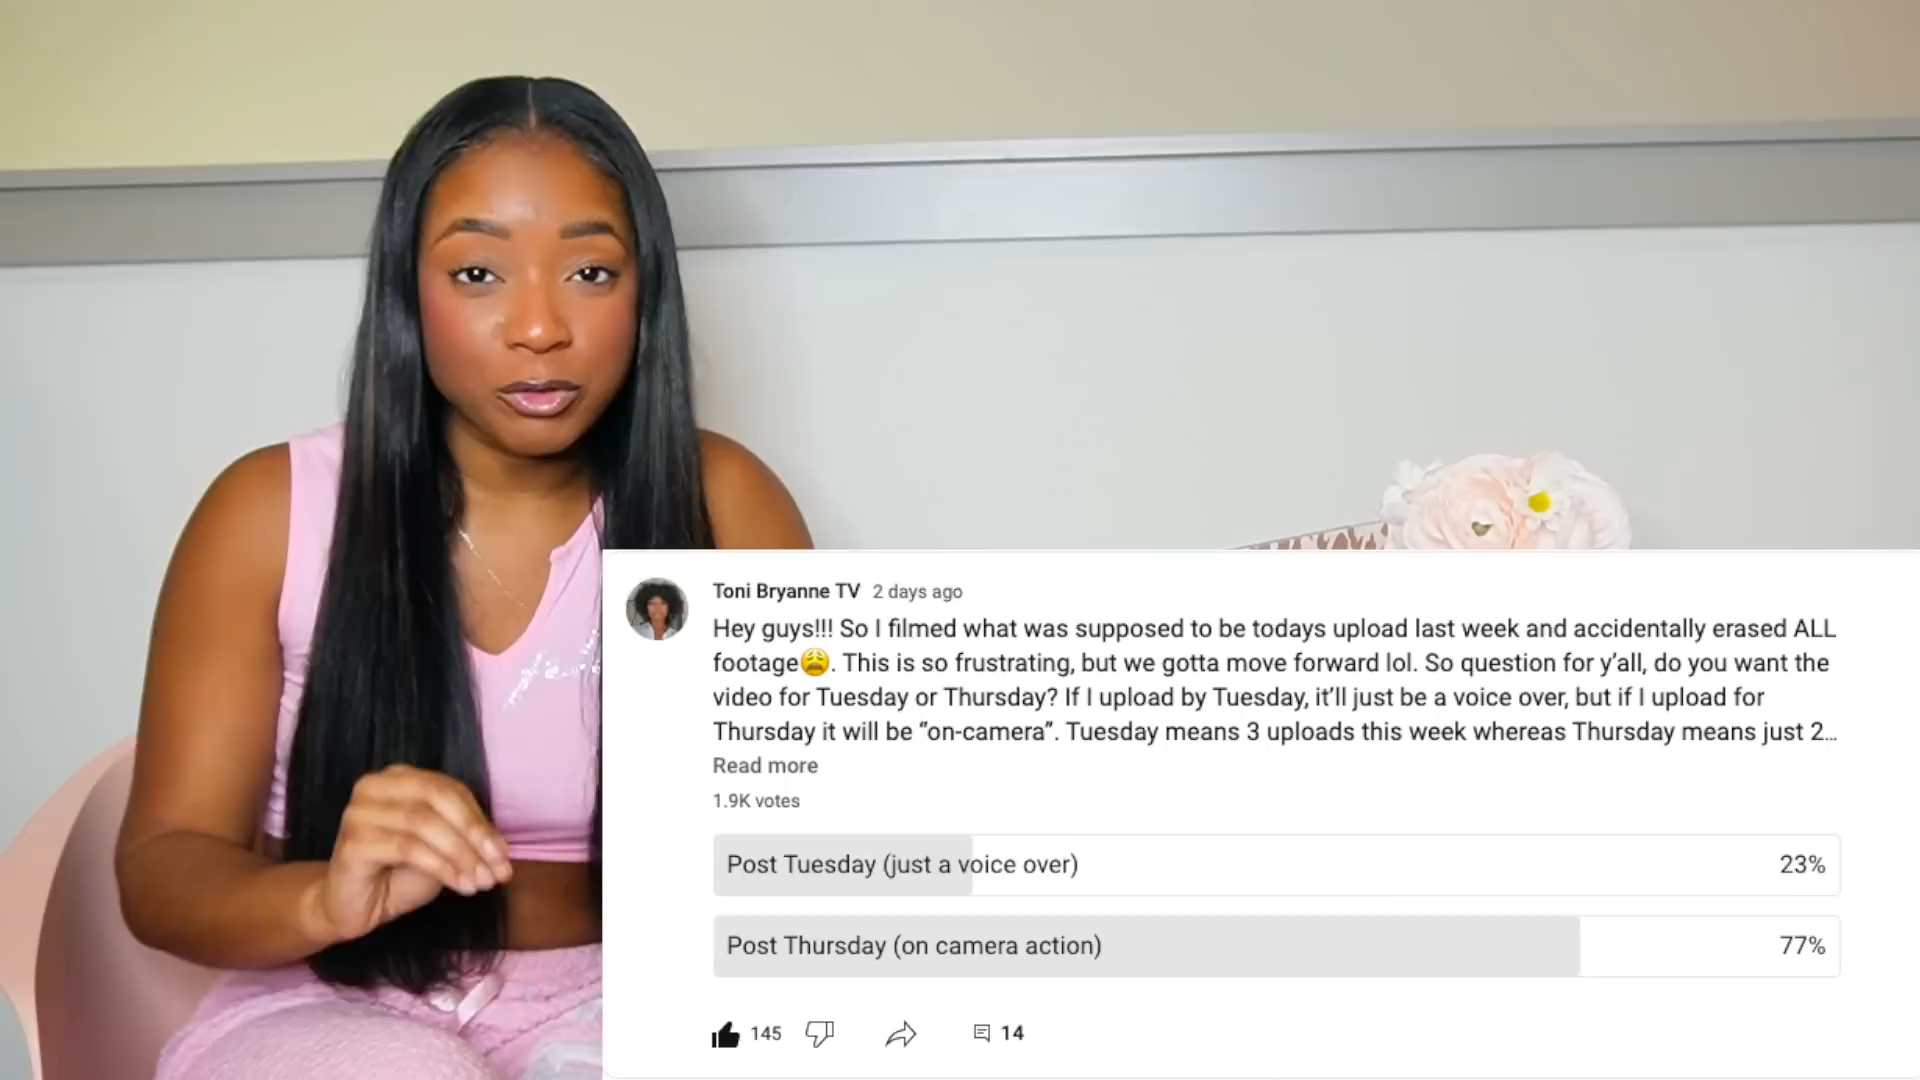 Toni Bryanne TV 2 days ago
Hey guys!!! So I filmed what was supposed to be todays upload last week and accidentally erased ALL
footage😩. This is so frustrating, but we gotta move forward lol. So question for y’all, do you want the
video for Tuesday or Thursday? If I upload by Tuesday, it’ll just be a voice over, but if I upload for
Thursday it will be “on-camera”. Tuesday means 3 uploads this week whereas Thursday means just 2...
Read more
1.9K votes
Post Tuesday (just a voice over) 23%
Post Thursday (on camera action) 77%
145 14